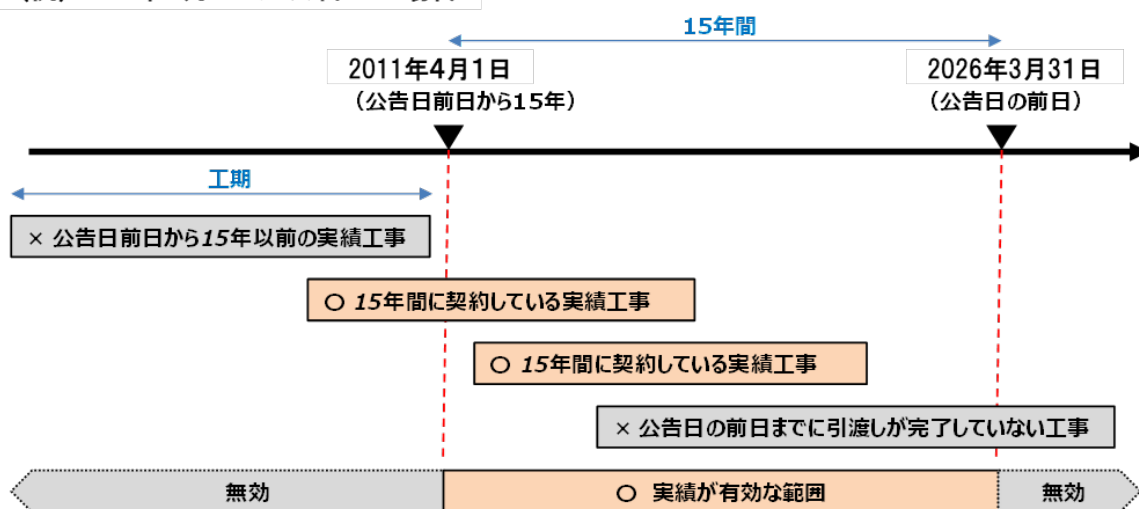 15年間
2011年4月1日
（公告日前日から15年）
2026年3月31日
（公告日の前日）
工期
× 公告日前日から15年以前の実績工事
〇 15年間に契約している実績工事
〇 15年間に契約している実績工事
× 公告日の前日までに引渡しが完了していない工事
無効
〇 実績が有効な範囲
無効